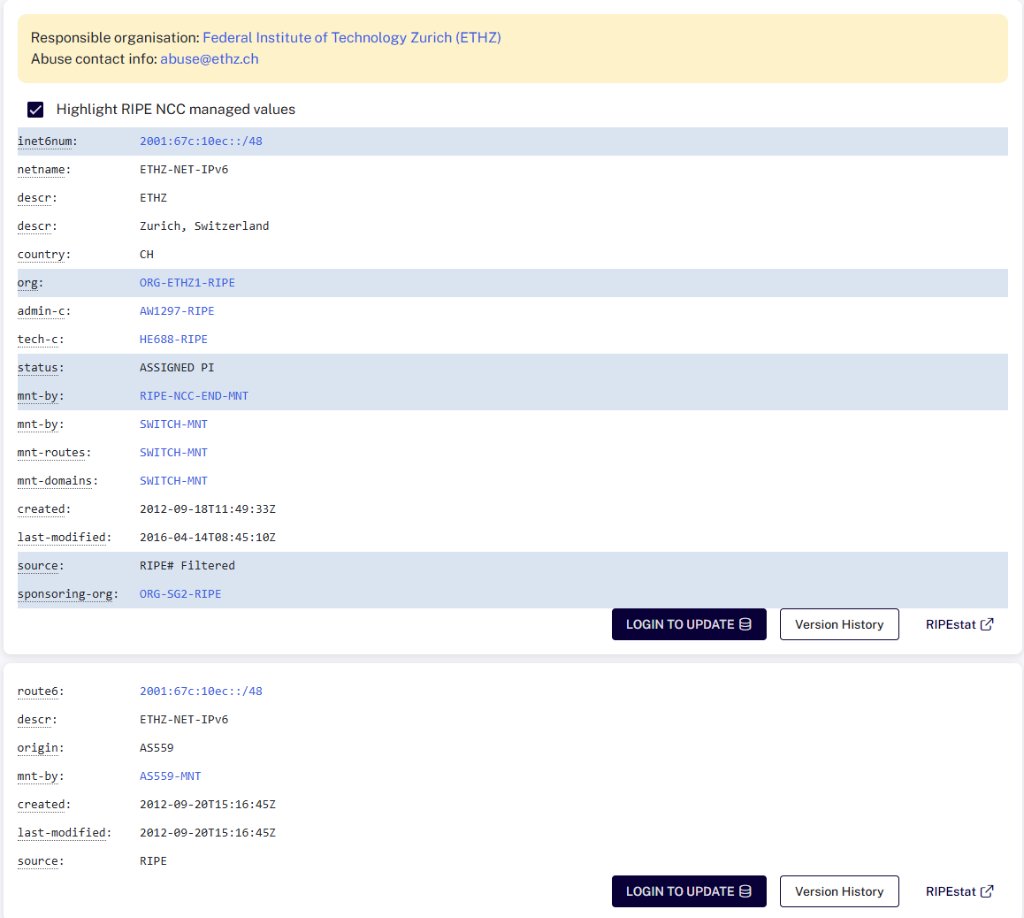 Responsible organisation: Federal Institute of Technology Zurich (ETHZ)
Abuse contact info: abuse@ethz.ch
Highlight RIPE NCC managed values
inet6num: 2001:67c:10ec::/48
netname: ETHZ-NET-IPv6
descr: ETHZ
descr: Zurich, Switzerland
country: CH
org: ORG-ETHZ1-RIPE
admin-c: AW1297-RIPE
tech-c: HE688-RIPE
status: ASSIGNED PI
mnt-by: RIPE-NCC-END-MNT
mnt-by: SWITCH-MNT
mnt-routes: SWITCH-MNT
mnt-domains: SWITCH-MNT
created: 2012-09-18T11:49:33Z
last-modified: 2016-04-14T08:45:10Z
source: RIPE# Filtered
sponsoring-org: ORG-SG2-RIPE
LOGIN TO UPDATE Version History RIPEstat
route6: 2001:67c:10ec::/48
descr: ETHZ-NET-IPv6
origin: AS559
mnt-by: AS559-MNT
created: 2012-09-20T15:16:45Z
last-modified: 2012-09-20T15:16:45Z
source: RIPE
LOGIN TO UPDATE Version History RIPEstat